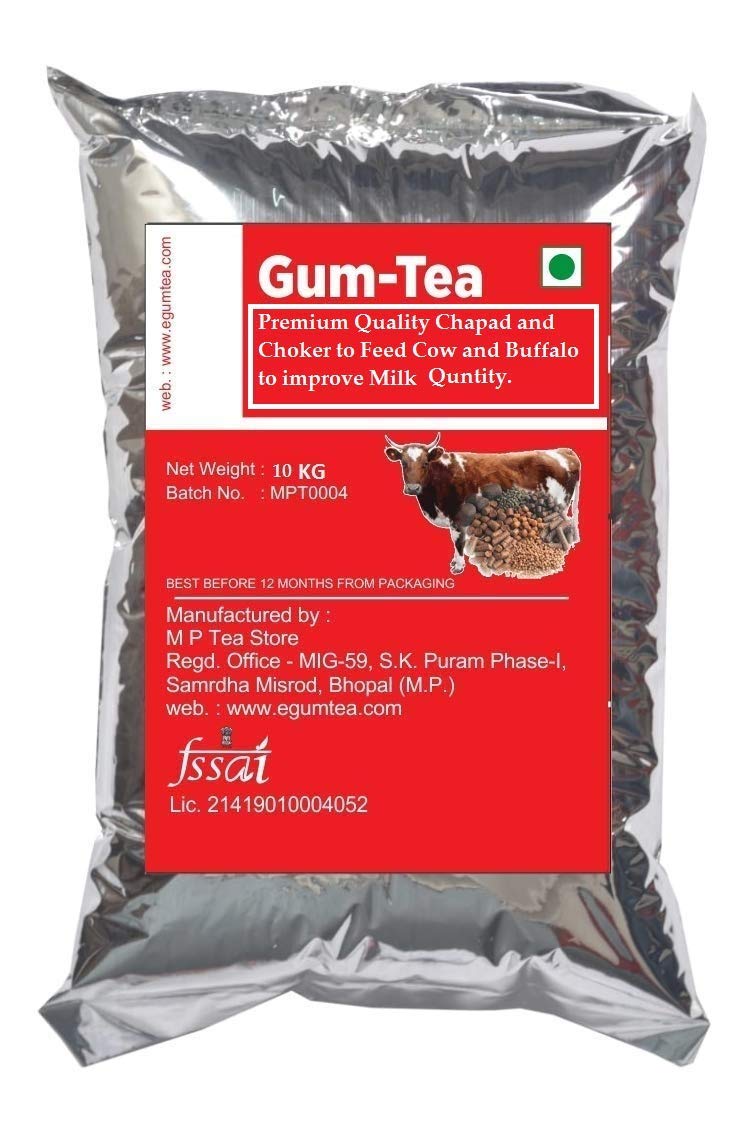 web. : www.egumtea.com
Gum-Tea
Premium Quality Chapad and
Choker to Feed Cow and Buffalo
to improve Milk Quntity.
Net Weight : 10 KG
Batch No. : MPT0004
BEST BEFORE 12 MONTHS FROM PACKAGING
Manufactured by :
M P Tea Store
Regd. Office - MIG-59, S.K. Puram Phase-I,
Samrdha Misrod, Bhopal (M.P.)
web. : www.egumtea.com
fssai
Lic. 21419010004052